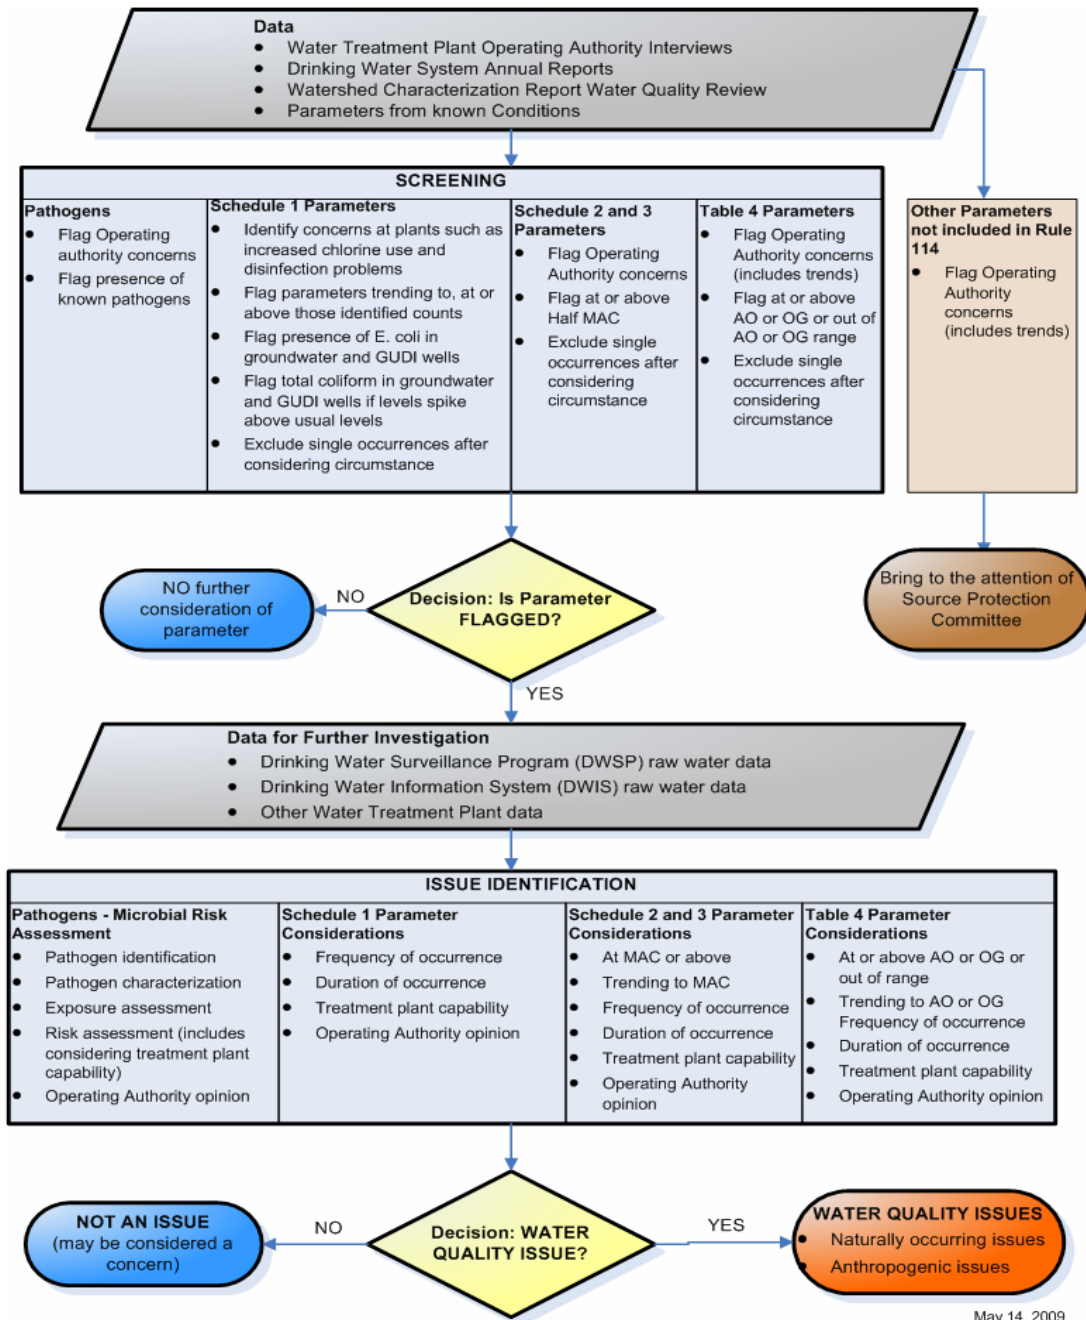 Data
● Water Treatment Plant Operating Authority Interviews
● Drinking Water System Annual Reports
● Watershed Characterization Report Water Quality Review
● Parameters from known Conditions
SCREENING
Pathogens
● Flag Operating
authority concerns
● Flag presence of
known pathogens
Schedule 1 Parameters
● Identify concerns at plants such as
increased chlorine use and
disinfection problems
● Flag parameters trending to, at or
above those identified counts
● Flag presence of E. coli in
groundwater and GUDI wells
● Flag total coliform in groundwater
and GUDI wells if levels spike
above usual levels
● Exclude single occurrences after
considering circumstance
Schedule 2 and 3
Parameters
● Flag Operating
Authority concerns
● Flag at or above
Half MAC
● Exclude single
occurrences after
considering
circumstance
Table 4 Parameters
● Flag Operating
Authority concerns
(includes trends)
● Flag at or above
AO or OG or out of
AO or OG range
● Exclude single
occurrences after
considering
circumstance
Other Parameters
not included in Rule
114
● Flag Operating
Authority
concerns
(includes trends)
NO further
consideration of
parameter
NO
Decision: Is Parameter
FLAGGED?
YES
Bring to the attention of
Source Protection
Committee
Data for Further Investigation
● Drinking Water Surveillance Program (DWSP) raw water data
● Drinking Water Information System (DWIS) raw water data
● Other Water Treatment Plant data
ISSUE IDENTIFICATION
Pathogens - Microbial Risk
Assessment
● Pathogen identification
● Pathogen characterization
● Exposure assessment
● Risk assessment (includes
considering treatment plant
capability)
● Operating Authority opinion
Schedule 1 Parameter
Considerations
● Frequency of occurrence
● Duration of occurrence
● Treatment plant capability
● Operating Authority opinion
Schedule 2 and 3 Parameter
Considerations
● At MAC or above
● Trending to MAC
● Frequency of occurrence
● Duration of occurrence
● Treatment plant capability
● Operating Authority
opinion
Table 4 Parameter
Considerations
● At or above AO or OG or
out of range
● Trending to AO or OG
Frequency of occurrence
● Duration of occurrence
● Treatment plant capability
● Operating Authority opinion
NOT AN ISSUE
(may be considered a
concern)
NO
Decision: WATER
QUALITY ISSUE?
YES
WATER QUALITY ISSUES
● Naturally occurring issues
● Anthropogenic issues
May 14, 2009